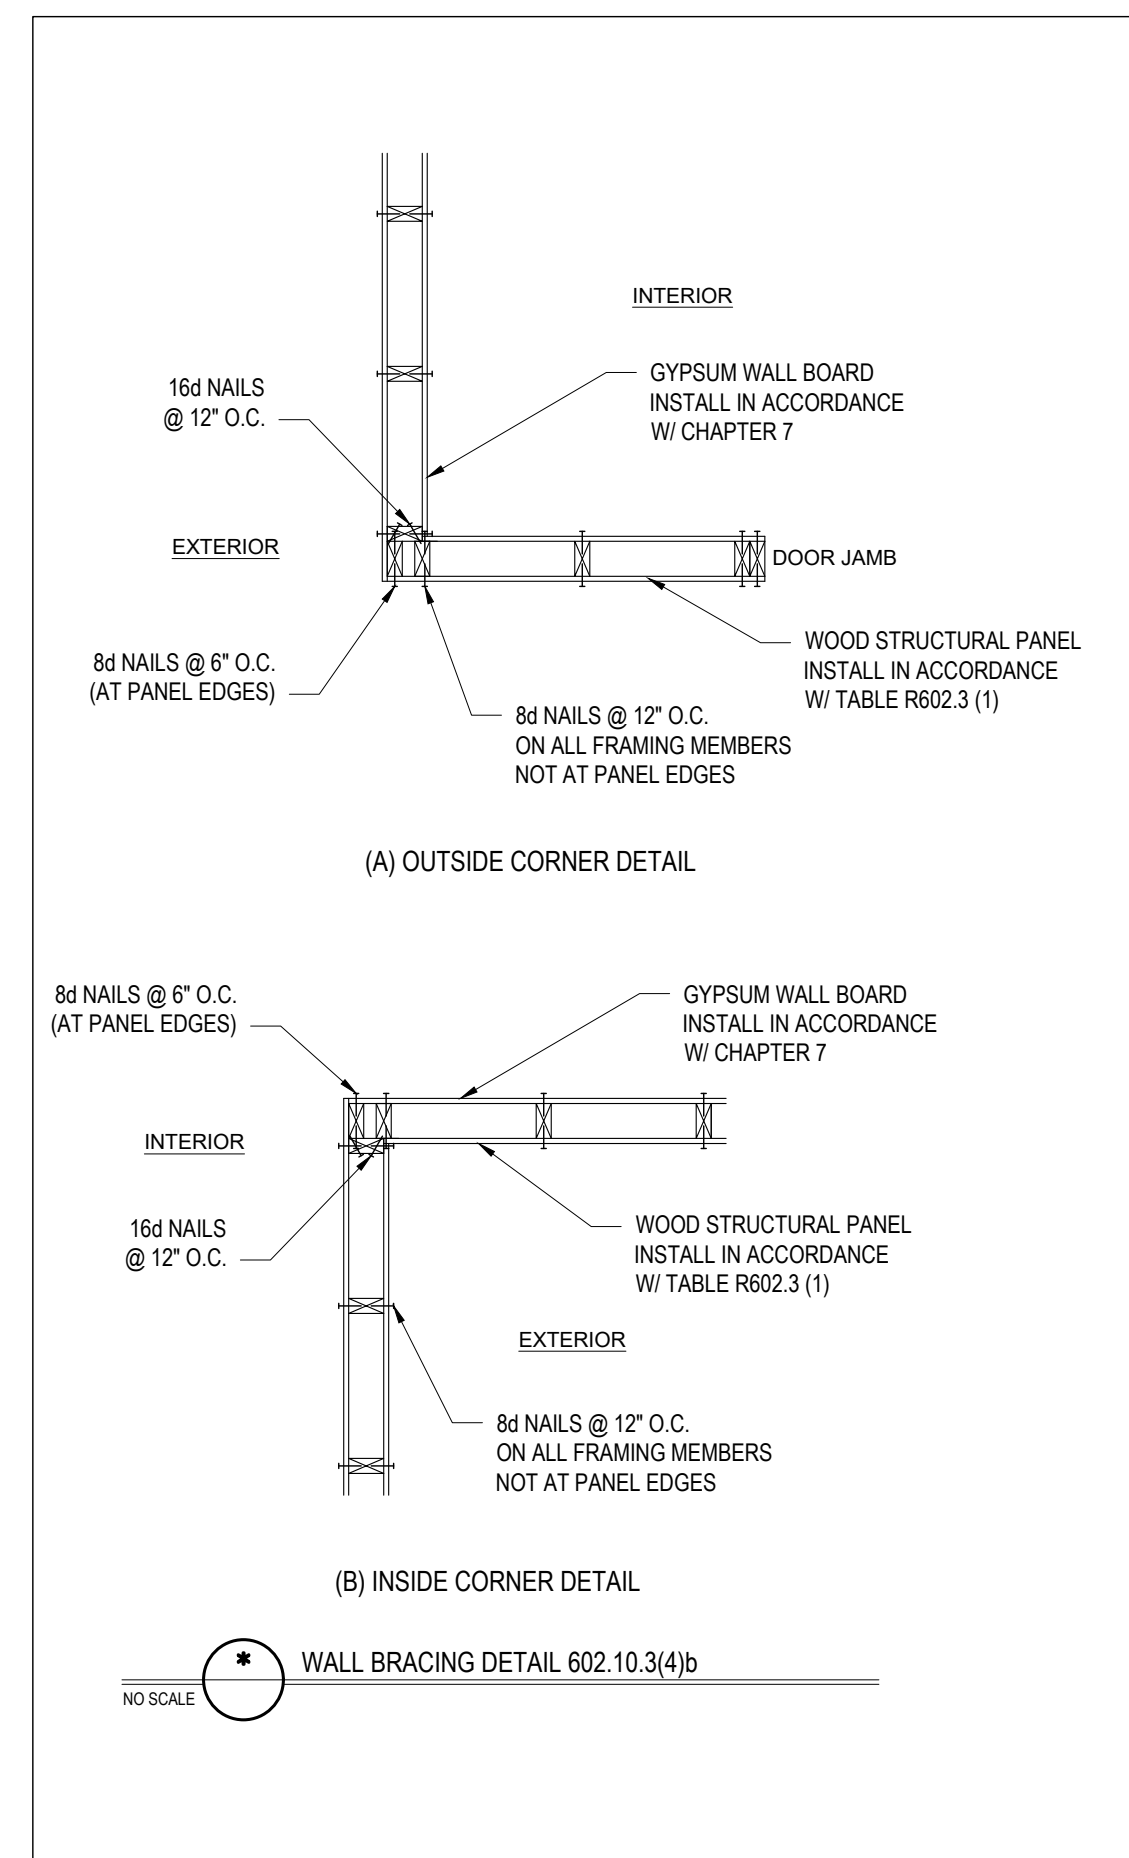 INTERIOR
16d NAILS
@ 12" O.C.
GYPSUM WALL BOARD
INSTALL IN ACCORDANCE
W/ CHAPTER 7
EXTERIOR
DOOR JAMB
8d NAILS @ 6" O.C.
(AT PANEL EDGES)
WOOD STRUCTURAL PANEL
INSTALL IN ACCORDANCE
W/ TABLE R602.3 (1)
8d NAILS @ 12" O.C.
ON ALL FRAMING MEMBERS
NOT AT PANEL EDGES
(A) OUTSIDE CORNER DETAIL
8d NAILS @ 6" O.C.
(AT PANEL EDGES)
GYPSUM WALL BOARD
INSTALL IN ACCORDANCE
W/ CHAPTER 7
INTERIOR
16d NAILS
@ 12" O.C.
WOOD STRUCTURAL PANEL
INSTALL IN ACCORDANCE
W/ TABLE R602.3 (1)
EXTERIOR
8d NAILS @ 12" O.C.
ON ALL FRAMING MEMBERS
NOT AT PANEL EDGES
(B) INSIDE CORNER DETAIL
*
WALL BRACING DETAIL 602.10.3(4)b
NO SCALE